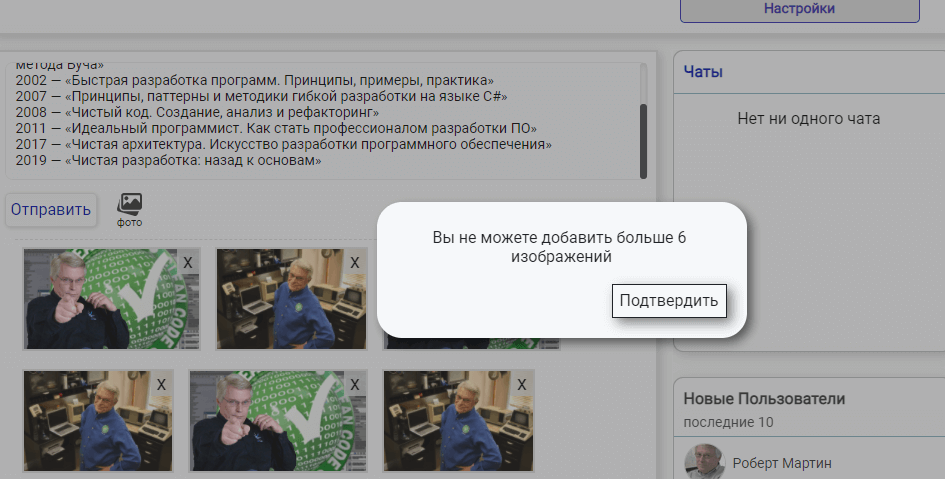 Настройки
метода Буча»
2002 — «Быстрая разработка программ. Принципы, примеры, практика»
2007 — «Принципы, паттерны и методики гибкой разработки на языке C#»
2008 — «Чистый код. Создание, анализ и рефакторинг»
2011 — «Идеальный программист. Как стать профессионалом разработки ПО»
2017 — «Чистая архитектура. Искусство разработки программного обеспечения»
2019 — «Чистая разработка: назад к основам»
Отправить
фото
X
X
Вы не можете добавить больше 6
изображений
Подтвердить
X
X
X
Чаты
Нет ни одного чата
Новые Пользователи
последние 10
Роберт Мартин